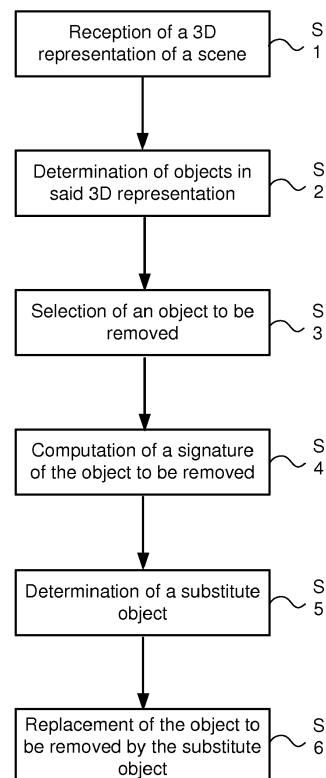 Reception of a 3D
representation of a scene
S
1
Determination of objects in
said 3D representation
S
2
Selection of an object to be
removed
S
3
Computation of a signature
of the object to be removed
S
4
Determination of a substitute
object
S
5
Replacement of the object to
be removed by the substitute
object
S
6